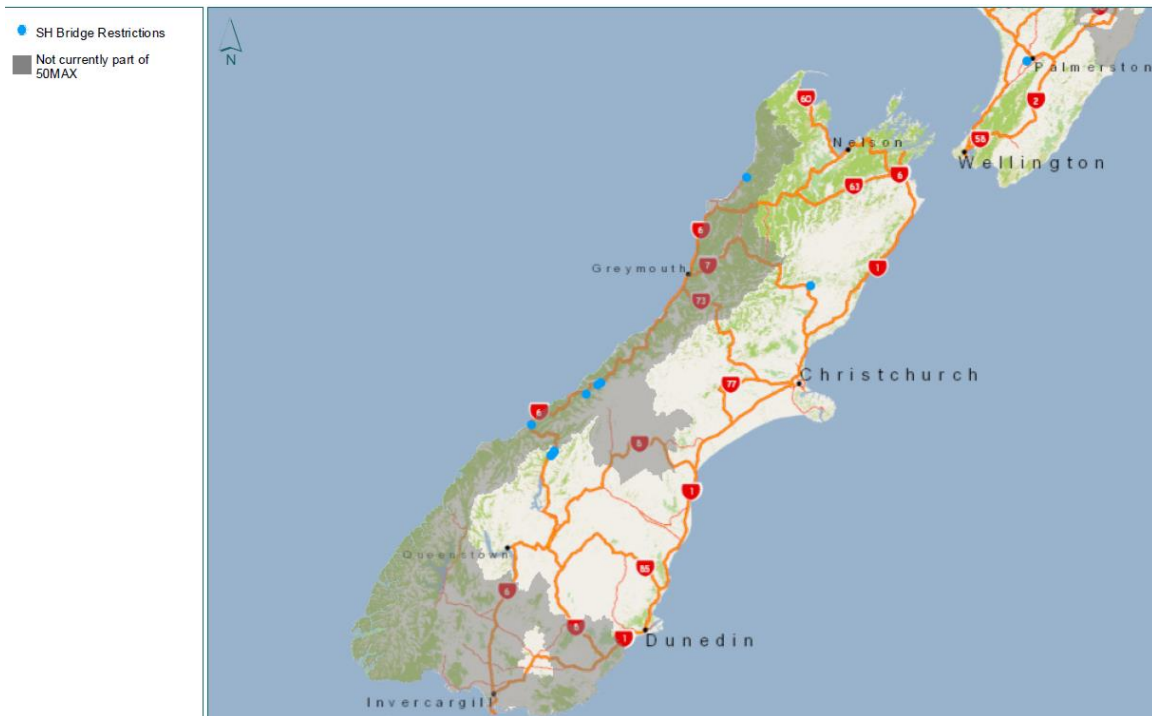 SH Bridge Restrictions
Not currently part of
50MAX
N
Palmerston
60
2
58
Nelson
Wellington
63
6
6
7
Greymouth
1
73
Christchurch
77
6
8
1
Queenstown
85
6
8
1
Dunedin
Invercargill